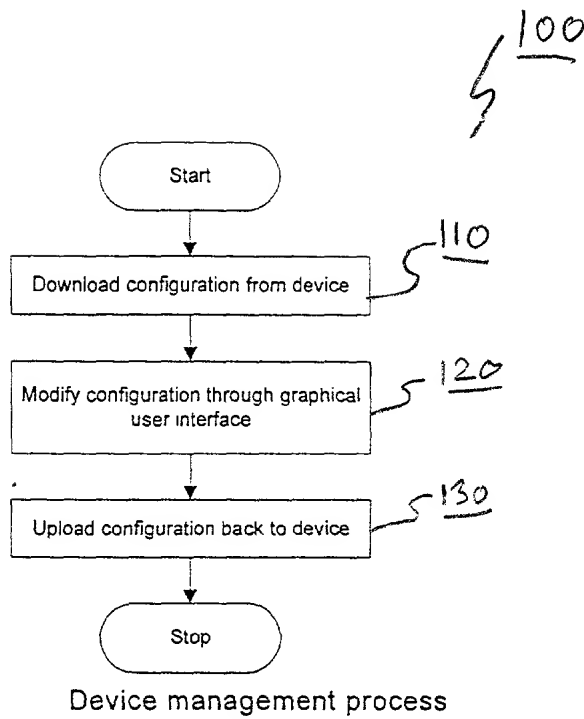 100
Start
110
Download configuration from device
120
Modify configuration through graphical
user interface
130
Upload configuration back to device
Stop
Device management process